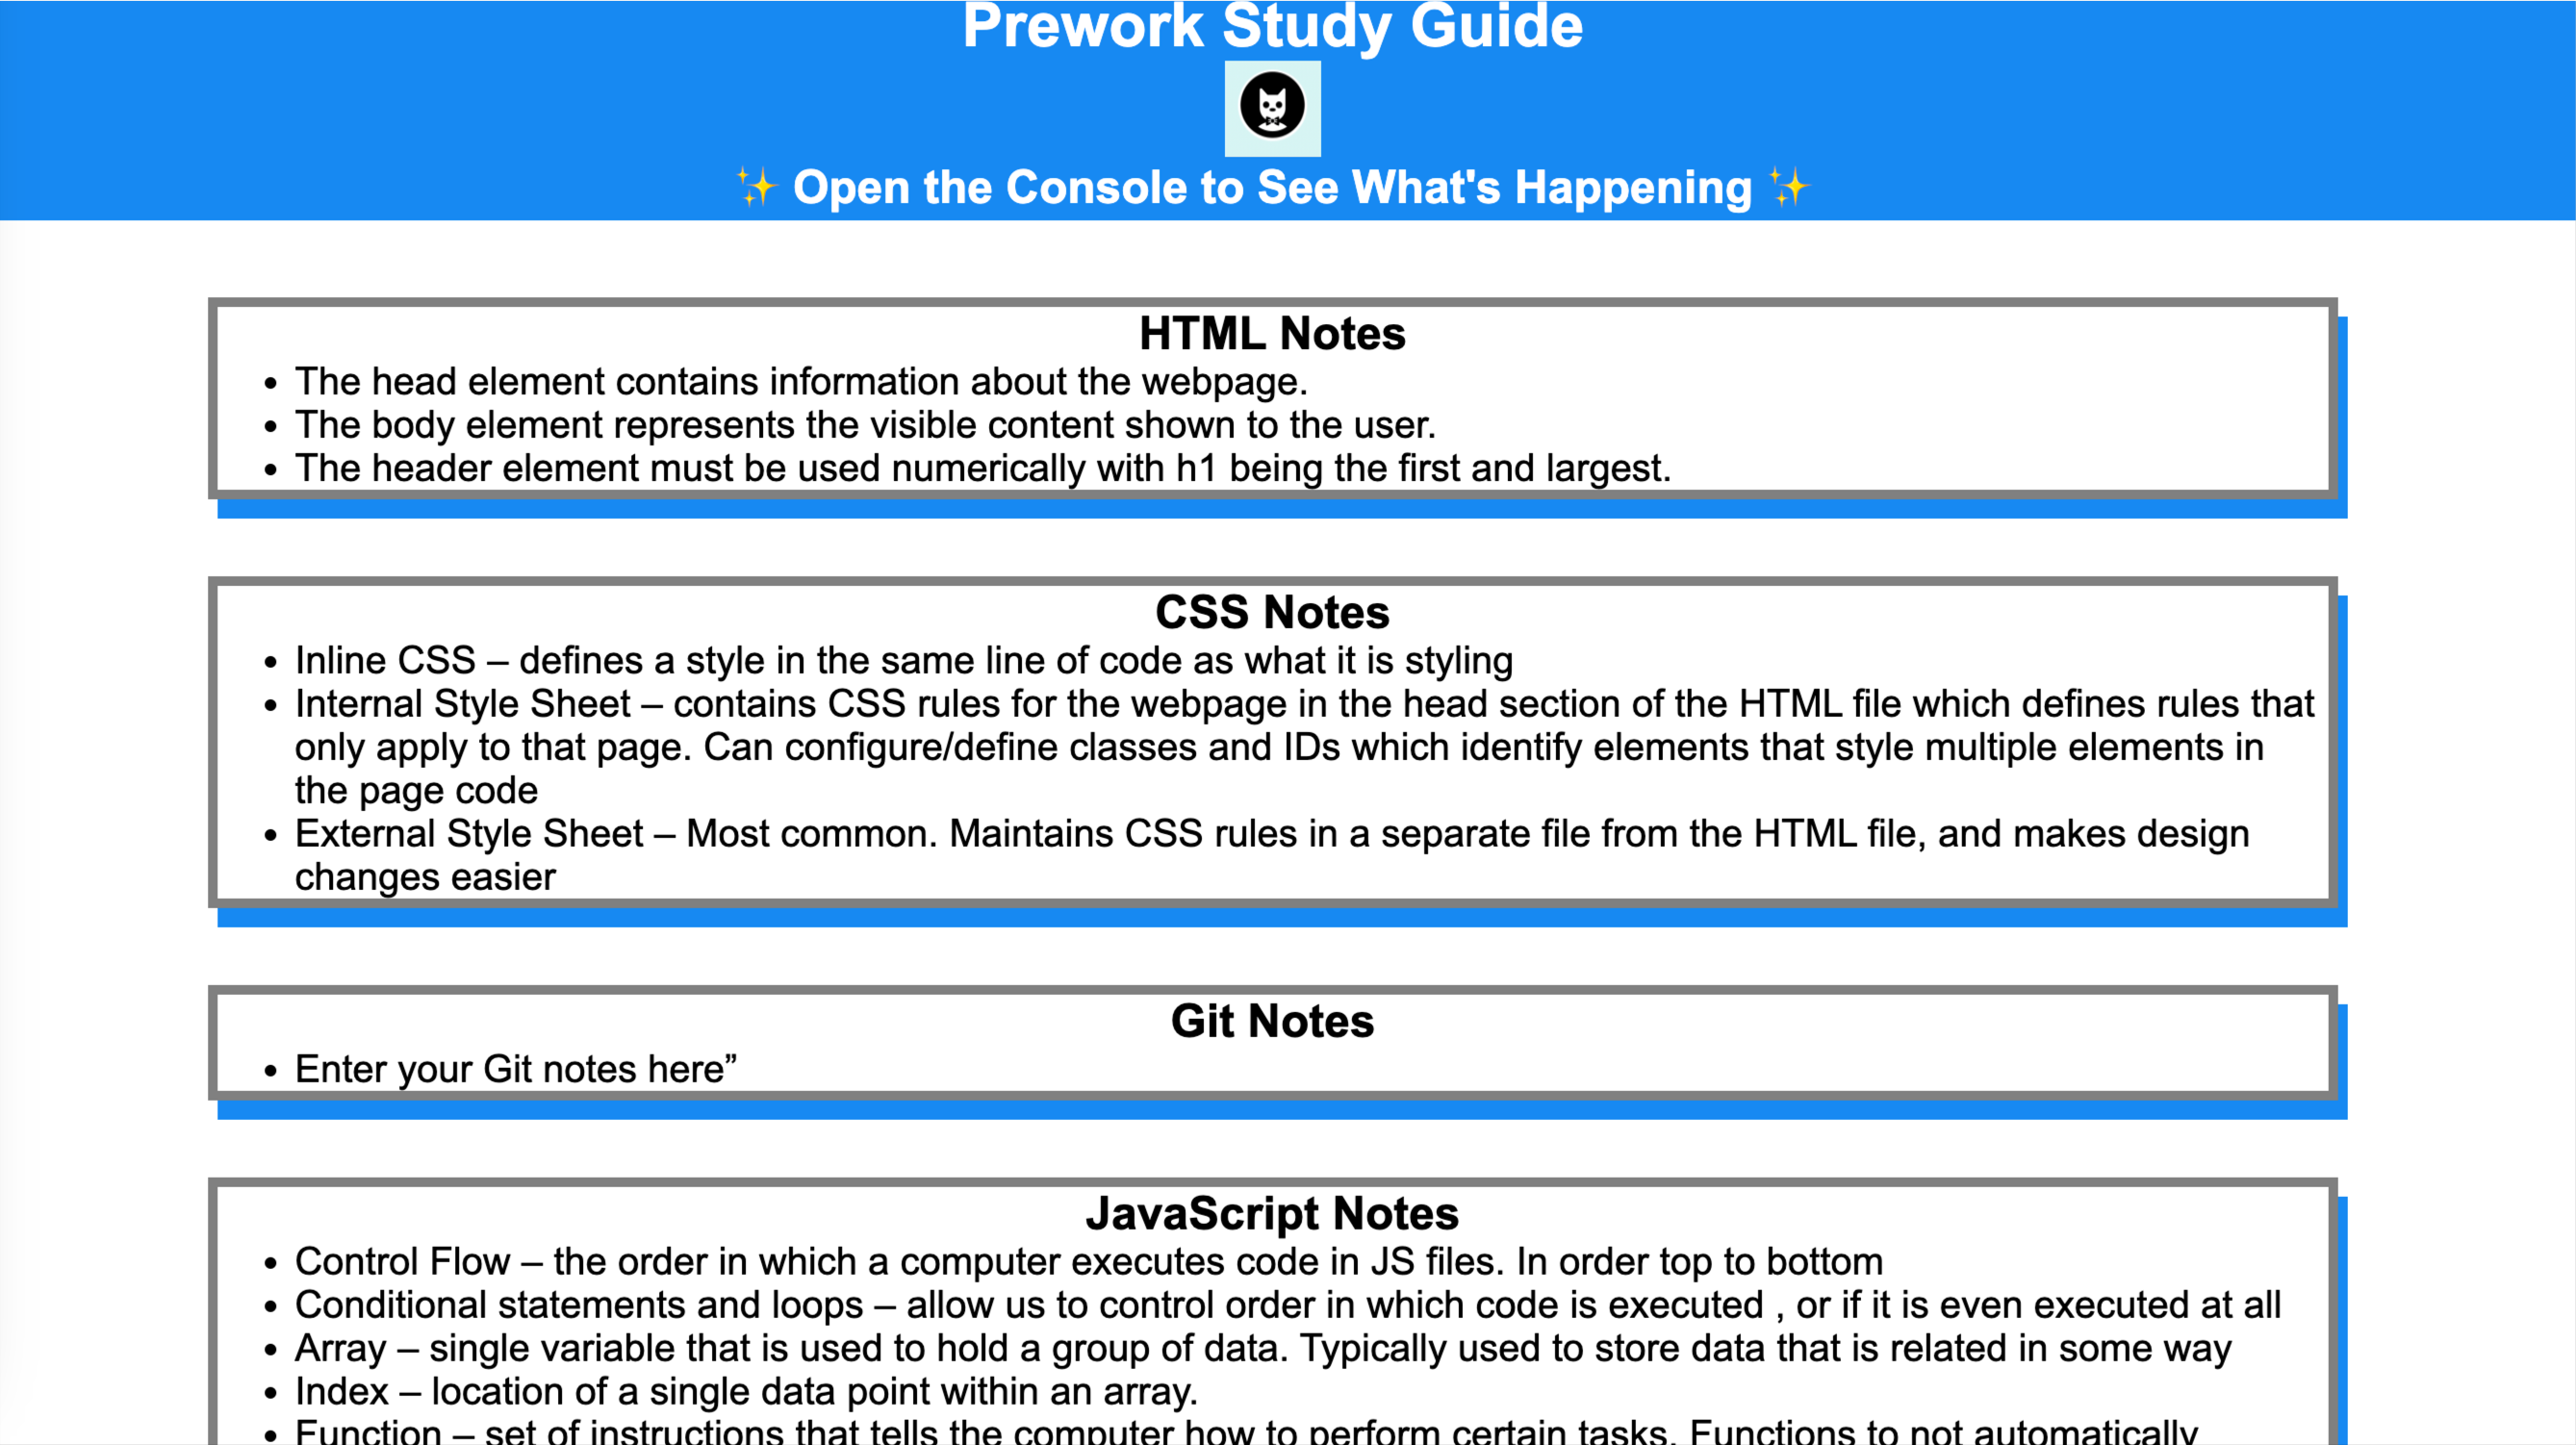 Prework Study Guide
✨ Open the Console to See What's Happening ✨
HTML Notes
• The head element contains information about the webpage.
• The body element represents the visible content shown to the user.
• The header element must be used numerically with h1 being the first and largest.
CSS Notes
• Inline CSS – defines a style in the same line of code as what it is styling
• Internal Style Sheet – contains CSS rules for the webpage in the head section of the HTML file which defines rules that
only apply to that page. Can configure/define classes and IDs which identify elements that style multiple elements in
the page code
• External Style Sheet – Most common. Maintains CSS rules in a separate file from the HTML file, and makes design
changes easier
Git Notes
• Enter your Git notes here”
JavaScript Notes
• Control Flow – the order in which a computer executes code in JS files. In order top to bottom
• Conditional statements and loops – allow us to control order in which code is executed , or if it is even executed at all
• Array – single variable that is used to hold a group of data. Typically used to store data that is related in some way
• Index – location of a single data point within an array.
• Function – set of instructions that tells the computer how to perform certain tasks. Functions to not automatically